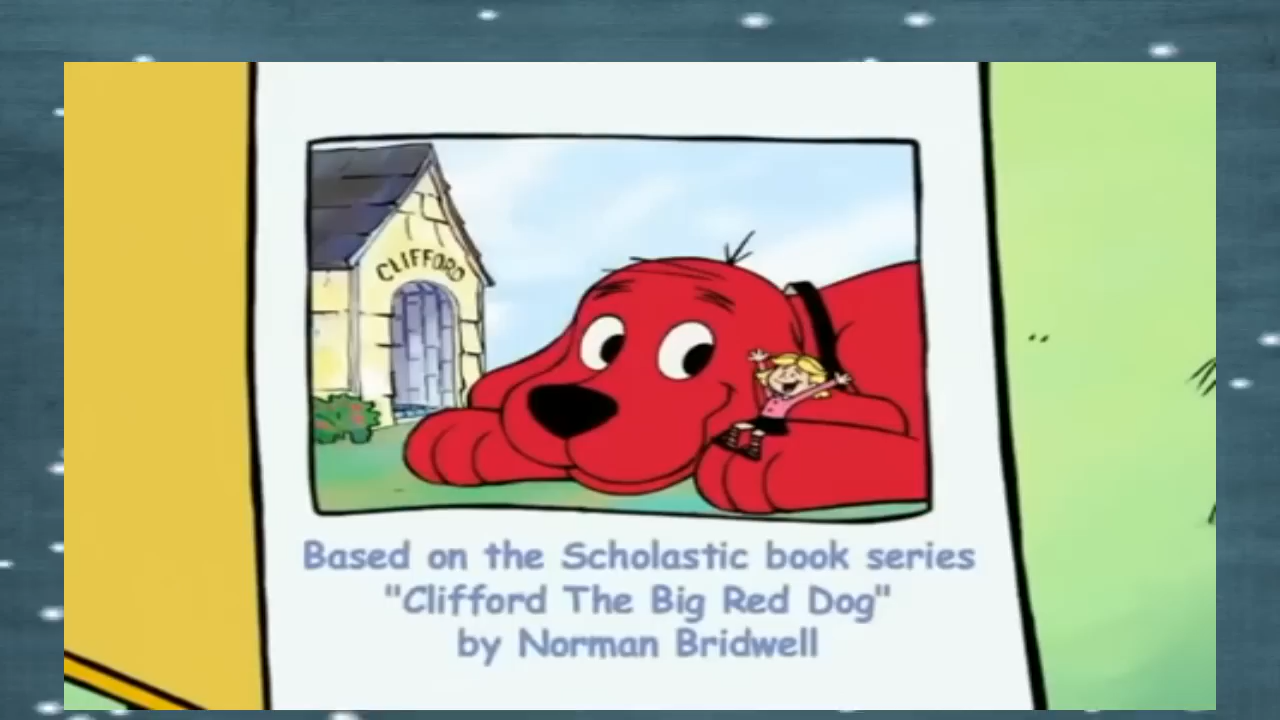 CLIFFORD
Based on the Scholastic book series
"Clifford The Big Red Dog"
by Norman Bridwell